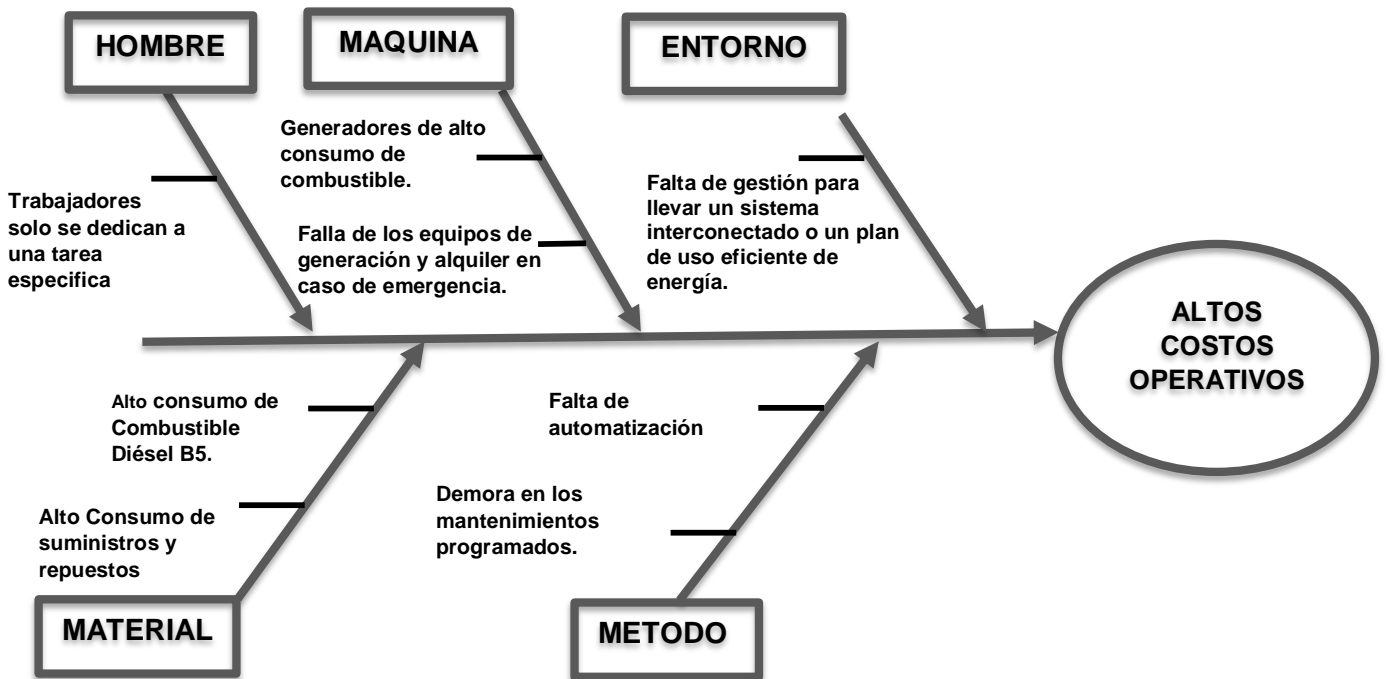 HOMBRE
MAQUINA
ENTORNO
Trabajadores
solo se dedican a
una tarea
especifica
Generadores de alto
consumo de
combustible.
Falla de los equipos de
generación y alquiler en
caso de emergencia.
Falta de gestión para
llevar un sistema
interconectado o un plan
de uso eficiente de
energía.
ALTOS
COSTOS
OPERATIVOS
Alto consumo de
Combustible
Diésel B5.
Alto Consumo de
suministros y
repuestos
Falta de
automatización
Demora en los
mantenimientos
programados.
MATERIAL
METODO